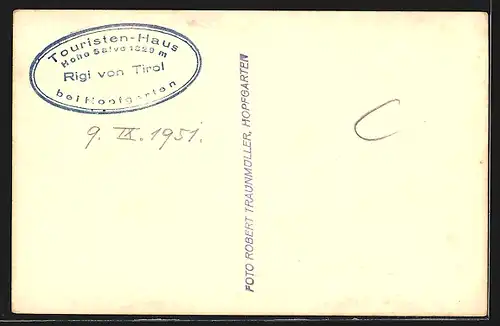 Touristen-Haus
Hohe Salve 1829 m
Rigi von Tirol
bei Hopfgarten
9. IX. 1951.
FOTO ROBERT TRAUNMÜLLER, HOPFGARTEN
C